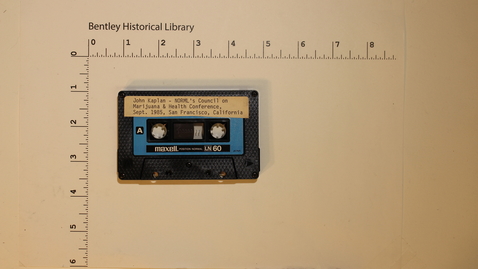 Bentley Historical Library
0 1 2 3 4 5 6 7 8
0
1
2
3
4
5
6
John Kaplan - NORML's Council on
Marijuana & Health Conference,
Sept. 1985, San Francisco, California
A
maxell LN 60